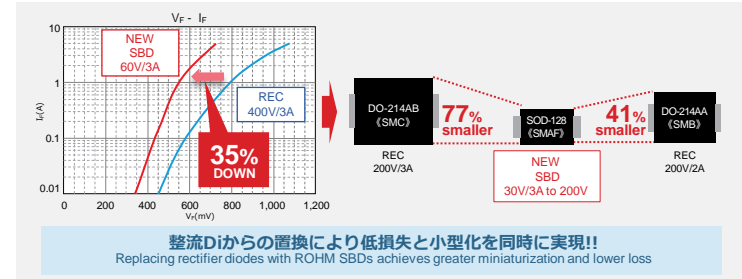 VF - IF
10
1
0.1
0.01
IF(A)
0
200
400
600
800
1,000
1,200
VF(mV)
NEW
SBD
60V/3A
REC
400V/3A
35%
DOWN
DO-214AB
《SMC》
REC
200V/3A
77%
smaller
SOD-128
《SMAF》
NEW
SBD
30V/3A to 200V
41%
smaller
DO-214AA
《SMB》
REC
200V/2A
整流Diからの置換により低損失と小型化を同時に実現!!
Replacing rectifier diodes with ROHM SBDs achieves greater miniaturization and lower loss